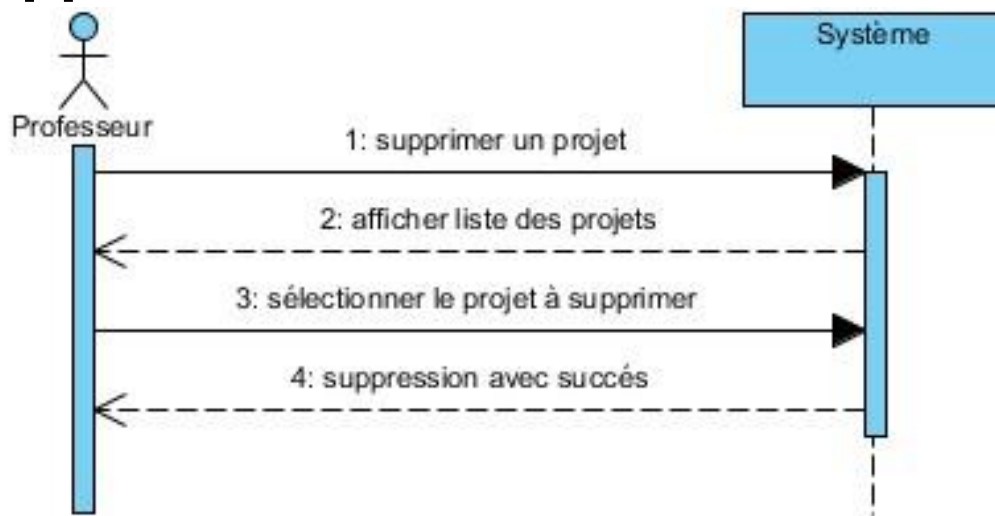 Système
Professeur
1: supprimer un projet
2: afficher liste des projets
3: sélectionner le projet à supprimer
4: suppression avec succés